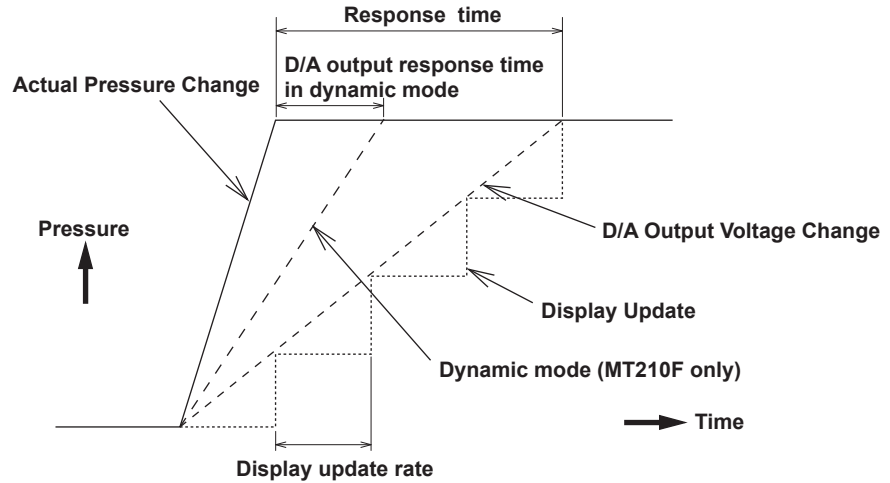 Response time
D/A output response time
in dynamic mode
Actual Pressure Change
Pressure
D/A Output Voltage Change
Display Update
Dynamic mode (MT210F only)
Time
Display update rate